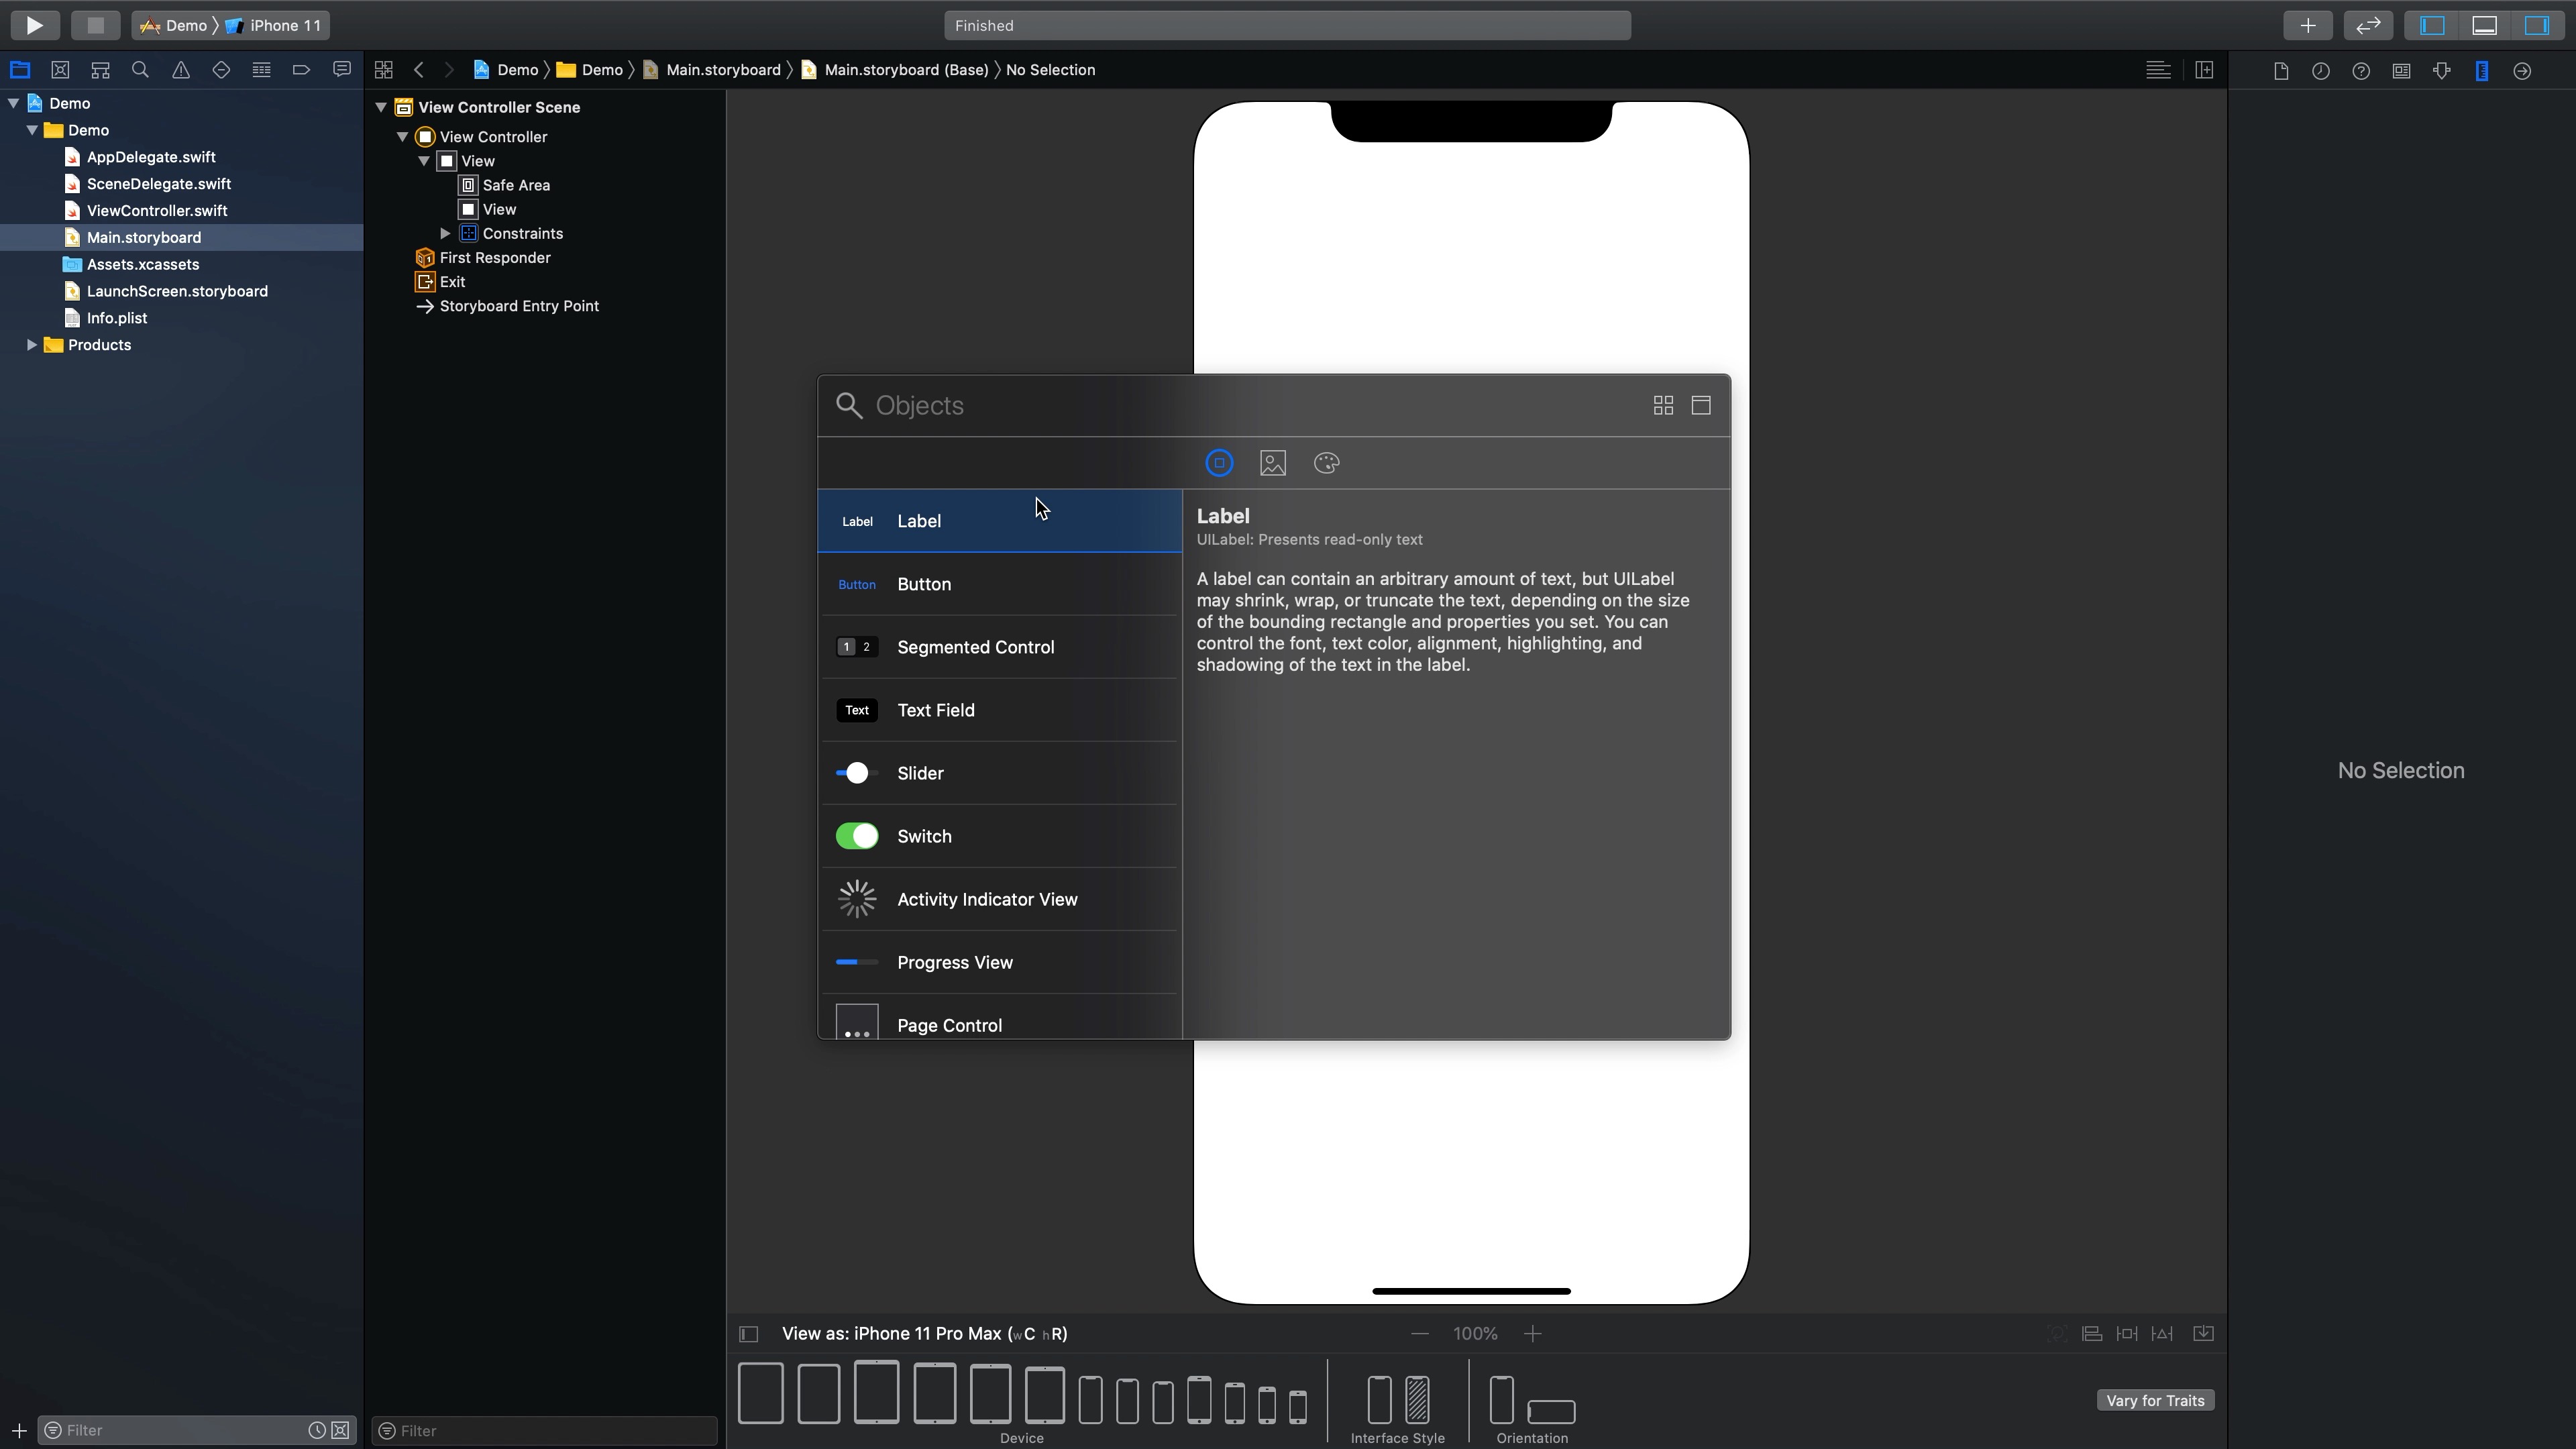 Demo
iPhone 11
Finished
Demo
Demo
Main.storyboard
Main.storyboard (Base)
No Selection
Demo
Demo
AppDelegate.swift
SceneDelegate.swift
ViewController.swift
Main.storyboard
Assets.xcassets
LaunchScreen.storyboard
Info.plist
Products
View Controller Scene
View Controller
View
Safe Area
View
Constraints
First Responder
Exit
Storyboard Entry Point
Objects
Label Label
Button Button
1 2 Segmented Control
Text Text Field
Slider
Switch
Activity Indicator View
Progress View
Page Control
Label
UILabel: Presents read-only text
A label can contain an arbitrary amount of text, but UILabel
may shrink, wrap, or truncate the text, depending on the size
of the bounding rectangle and properties you set. You can
control the font, text color, alignment, highlighting, and
shadowing of the text in the label.
No Selection
View as: iPhone 11 Pro Max (wC hR)
100%
Device
Interface Style
Orientation
Vary for Traits
Filter
Filter